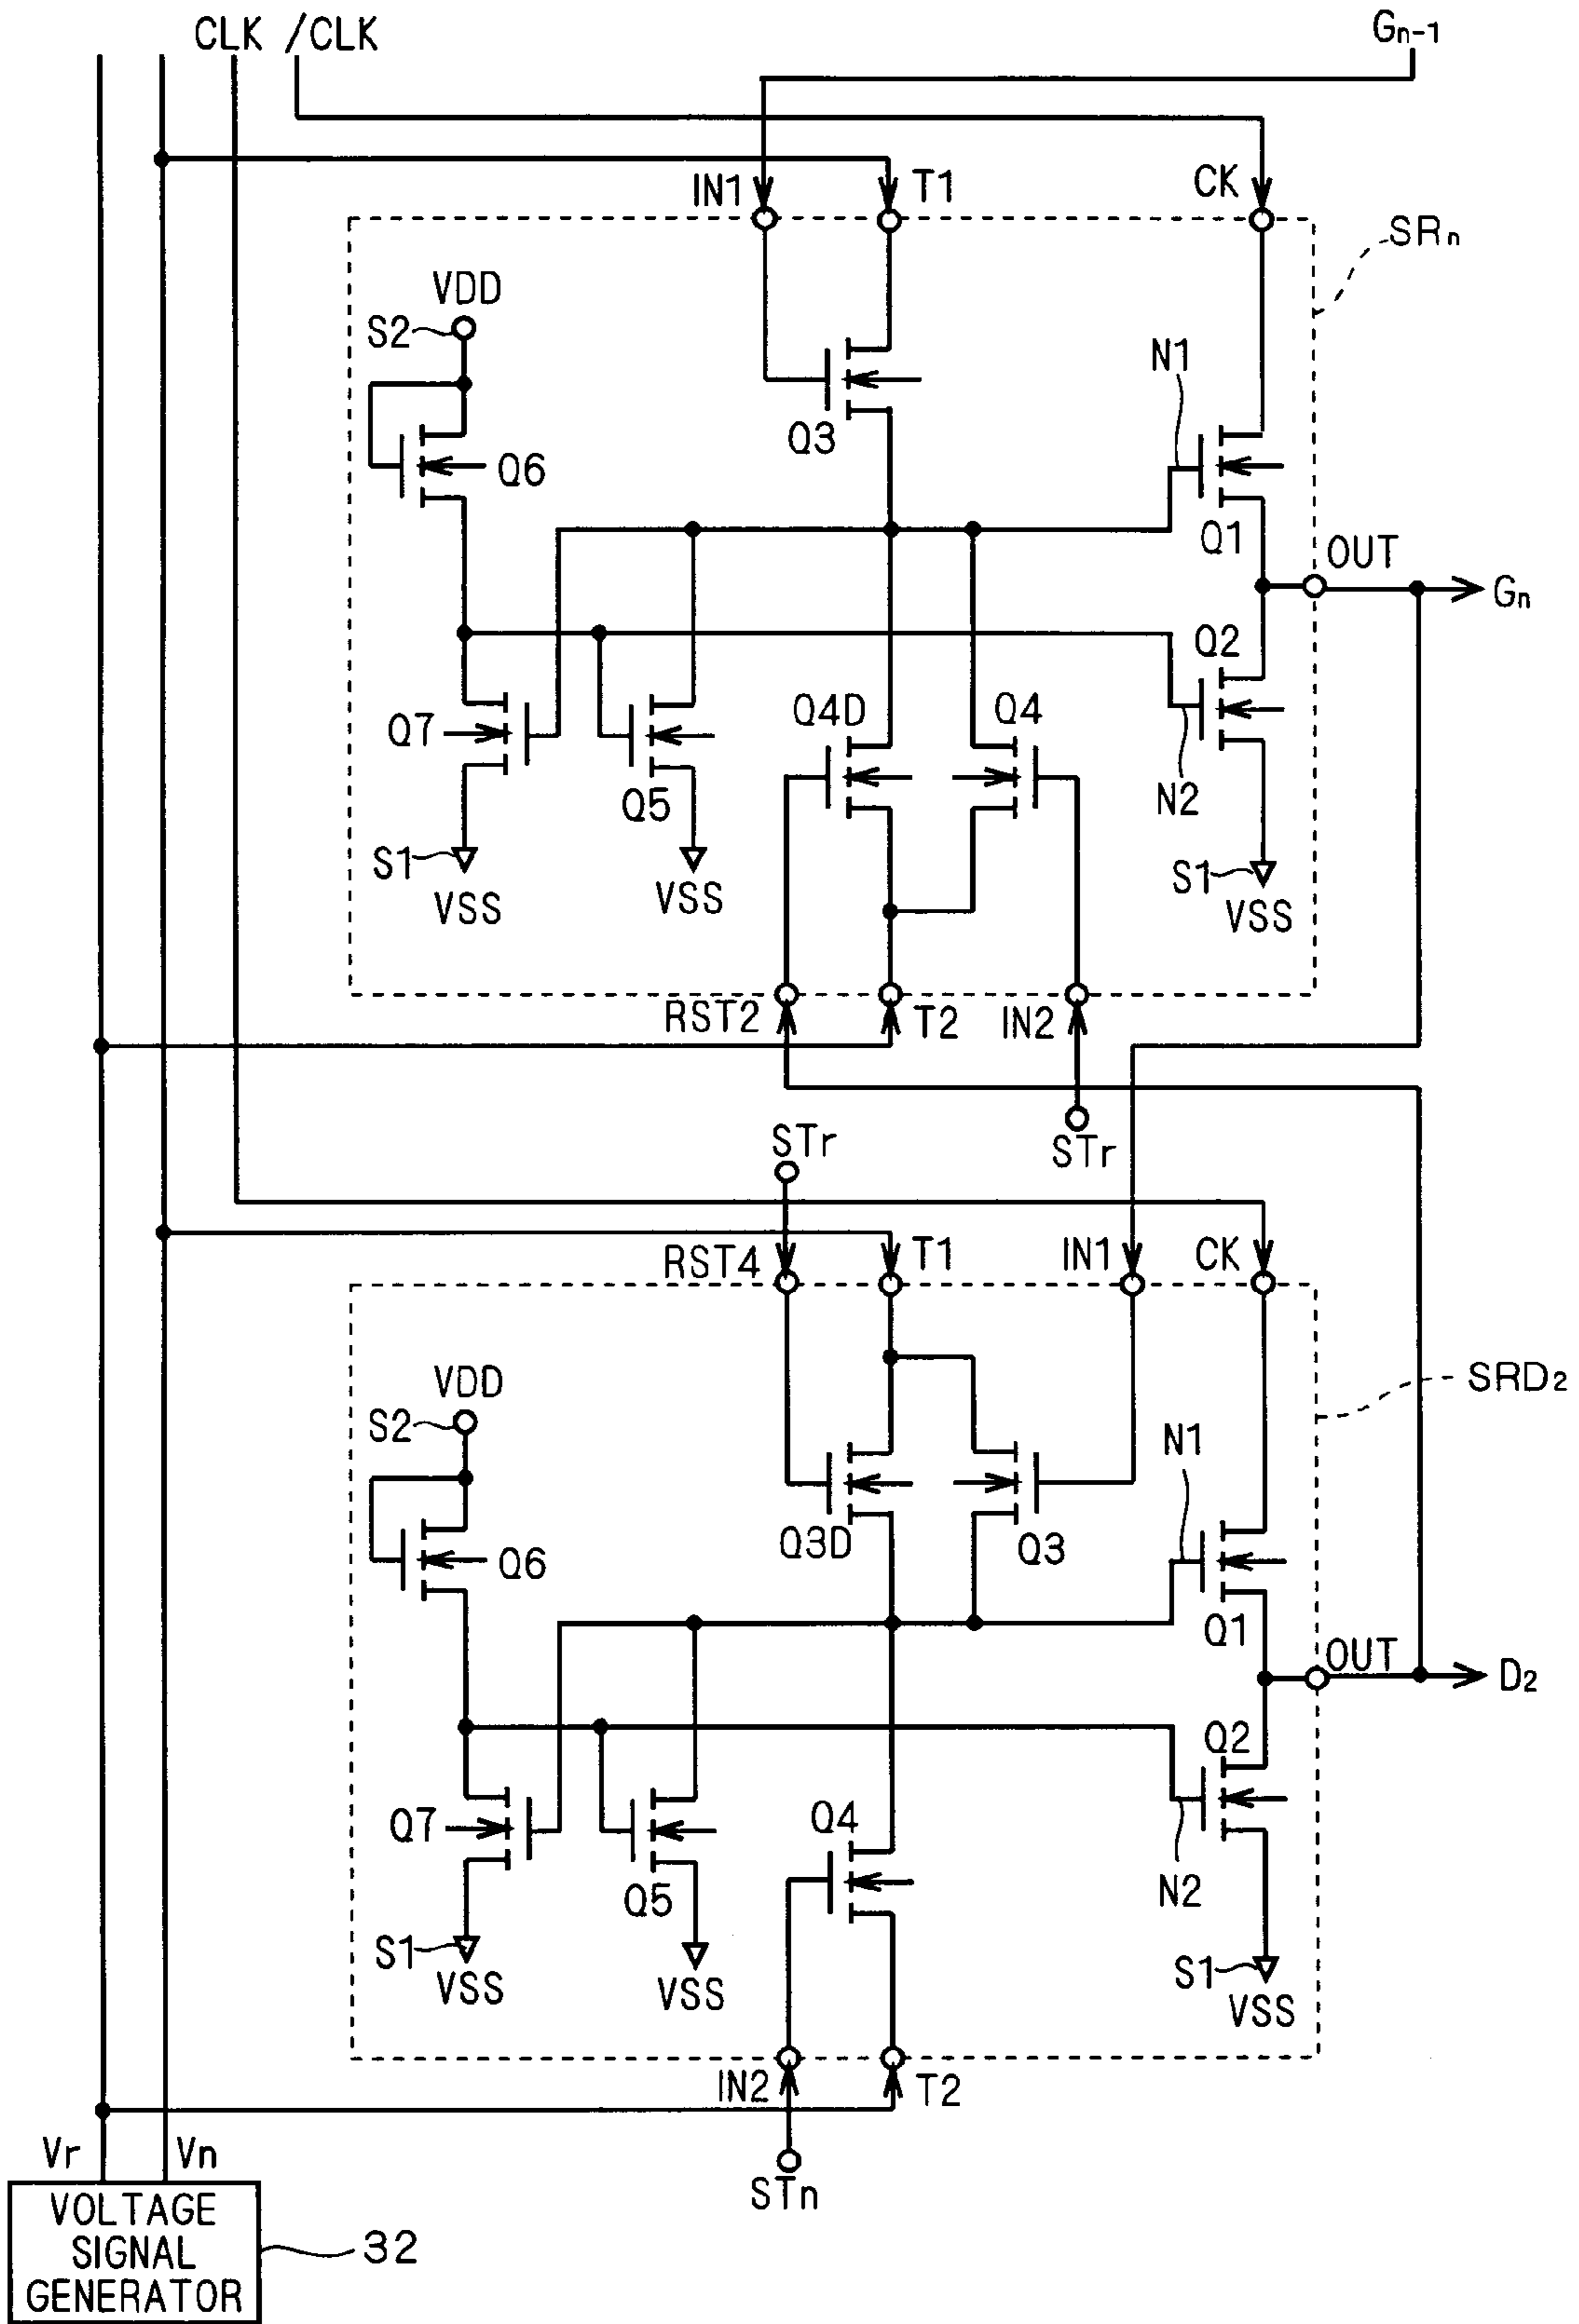 CLK /CLK
Gn-1
IN1
T1
CK
SRn
VDD
S2
N1
Q3
Q6
Q1
OUT
Gn
Q2
Q4D
Q4
Q7
Q5
N2
S1
VSS
VSS
S1
VSS
RST2
T2
IN2
STr
STr
RST4
T1
IN1
CK
VDD
S2
SRD2
N1
Q3D
Q3
Q6
Q1
OUT
D2
Q2
Q4
Q7
Q5
N2
S1
VSS
VSS
S1
VSS
IN2
T2
Vr
Vn
STn
VOLTAGE
SIGNAL
GENERATOR
32